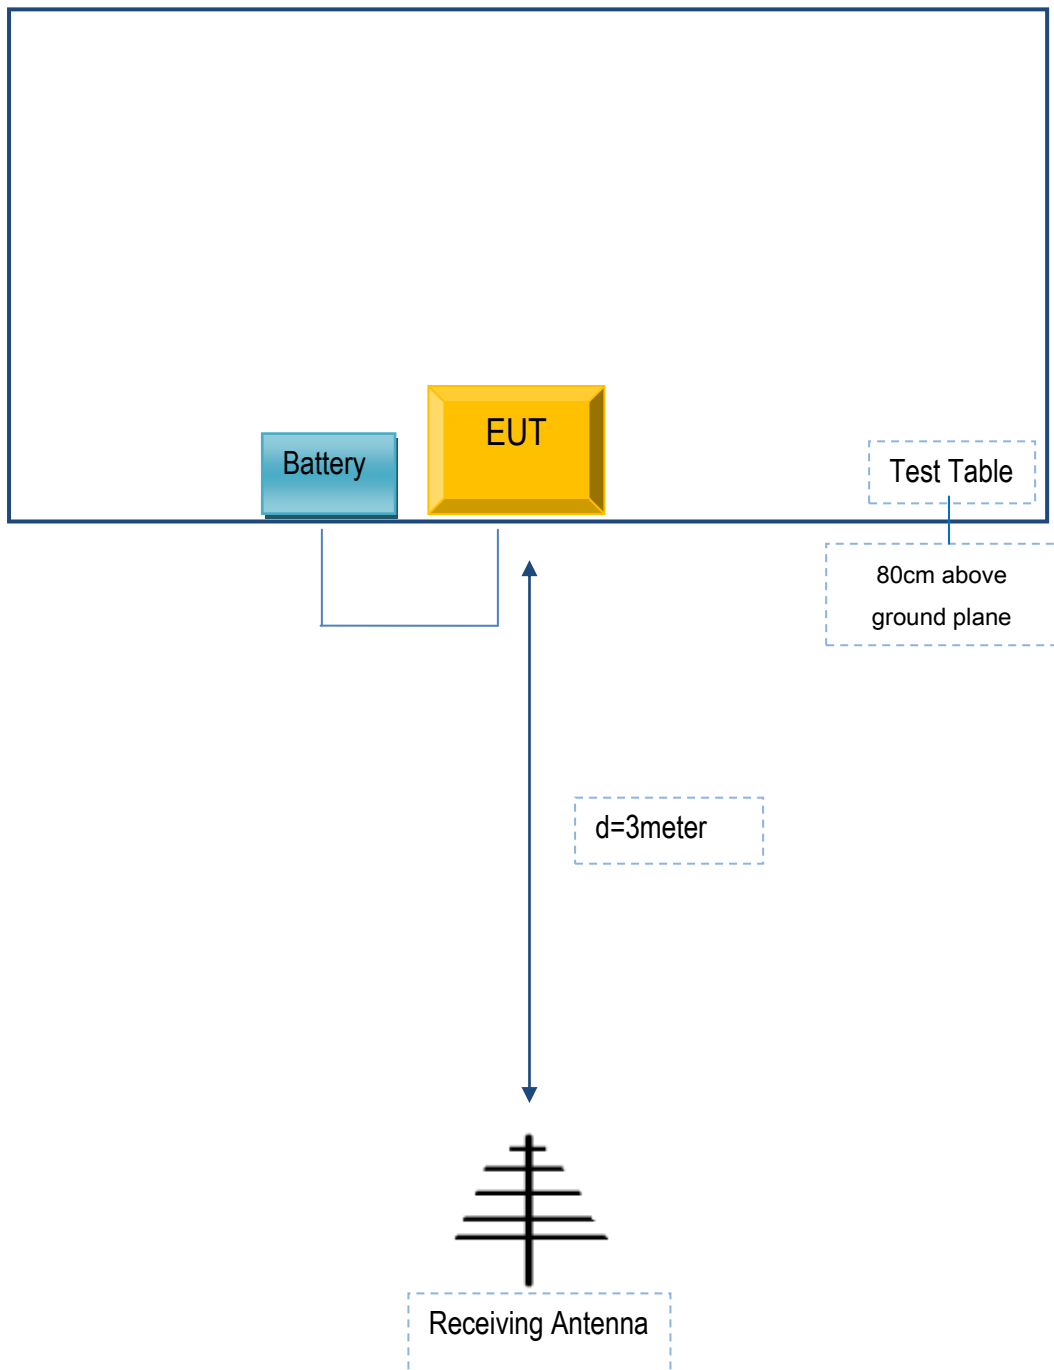 EUT
Battery
Test Table
80cm above
ground plane
d=3meter
Receiving Antenna